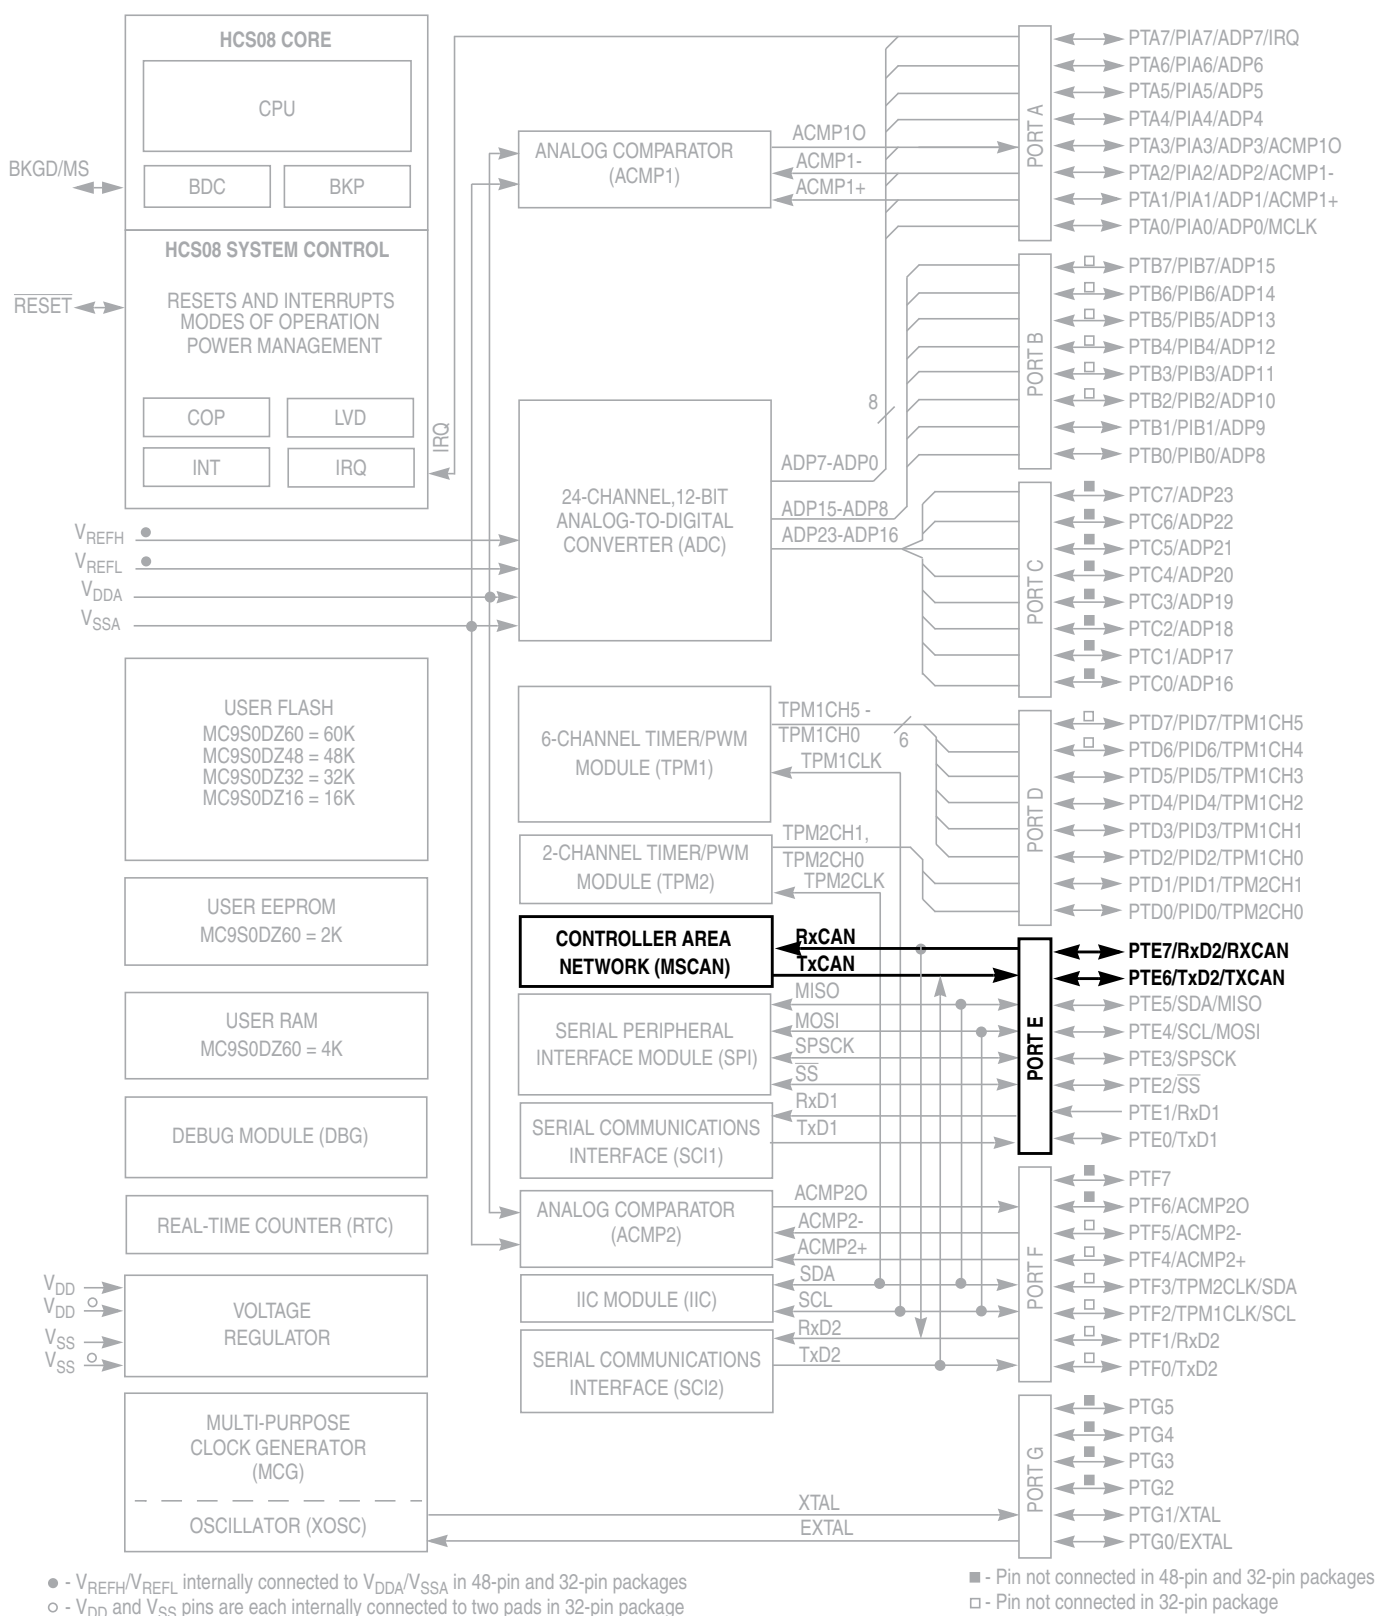 HCS08 CORE
CPU
BDC
BKP
BKGD/MS
HCS08 SYSTEM CONTROL
RESETS AND INTERRUPTS
MODES OF OPERATION
POWER MANAGEMENT
RESET
COP
LVD
INT
IRQ
IRQ
VREFH
VREFL
VDDA
VSSA
USER FLASH
MC9S0DZ60 = 60K
MC9S0DZ48 = 48K
MC9S0DZ32 = 32K
MC9S0DZ16 = 16K
USER EEPROM
MC9S0DZ60 = 2K
USER RAM
MC9S0DZ60 = 4K
DEBUG MODULE (DBG)
REAL-TIME COUNTER (RTC)
VDD
VDD
VSS
VSS
VOLTAGE
REGULATOR
MULTI-PURPOSE
CLOCK GENERATOR
(MCG)
OSCILLATOR (XOSC)
ANALOG COMPARATOR
(ACMP1)
ACMP1O
ACMP1-
ACMP1+
24-CHANNEL,12-BIT
ANALOG-TO-DIGITAL
CONVERTER (ADC)
8
ADP7-ADP0
ADP15-ADP8
ADP23-ADP16
6-CHANNEL TIMER/PWM
MODULE (TPM1)
TPM1CH5 -
TPM1CH0
6
TPM1CLK
2-CHANNEL TIMER/PWM
MODULE (TPM2)
TPM2CH1,
TPM2CH0
TPM2CLK
CONTROLLER AREA
NETWORK (MSCAN)
RxCAN
TxCAN
SERIAL PERIPHERAL
INTERFACE MODULE (SPI)
MISO
MOSI
SPSCK
SS
SERIAL COMMUNICATIONS
INTERFACE (SCI1)
RxD1
TxD1
ANALOG COMPARATOR
(ACMP2)
ACMP2O
ACMP2-
ACMP2+
IIC MODULE (IIC)
SDA
SCL
SERIAL COMMUNICATIONS
INTERFACE (SCI2)
RxD2
TxD2
XTAL
EXTAL
PORT A
PTA7/PIA7/ADP7/IRQ
PTA6/PIA6/ADP6
PTA5/PIA5/ADP5
PTA4/PIA4/ADP4
PTA3/PIA3/ADP3/ACMP1O
PTA2/PIA2/ADP2/ACMP1-
PTA1/PIA1/ADP1/ACMP1+
PTA0/PIA0/ADP0/MCLK
PORT B
PTB7/PIB7/ADP15
PTB6/PIB6/ADP14
PTB5/PIB5/ADP13
PTB4/PIB4/ADP12
PTB3/PIB3/ADP11
PTB2/PIB2/ADP10
PTB1/PIB1/ADP9
PTB0/PIB0/ADP8
PORT C
PTC7/ADP23
PTC6/ADP22
PTC5/ADP21
PTC4/ADP20
PTC3/ADP19
PTC2/ADP18
PTC1/ADP17
PTC0/ADP16
PORT D
PTD7/PID7/TPM1CH5
PTD6/PID6/TPM1CH4
PTD5/PID5/TPM1CH3
PTD4/PID4/TPM1CH2
PTD3/PID3/TPM1CH1
PTD2/PID2/TPM1CH0
PTD1/PID1/TPM2CH1
PTD0/PID0/TPM2CH0
PORT E
PTE7/RxD2/RXCAN
PTE6/TxD2/TXCAN
PTE5/SDA/MISO
PTE4/SCL/MOSI
PTE3/SPSCK
PTE2/SS
PTE1/RxD1
PTE0/TxD1
PORT F
PTF7
PTF6/ACMP2O
PTF5/ACMP2-
PTF4/ACMP2+
PTF3/TPM2CLK/SDA
PTF2/TPM1CLK/SCL
PTF1/RxD2
PTF0/TxD2
PORT G
PTG5
PTG4
PTG3
PTG2
PTG1/XTAL
PTG0/EXTAL
● - VREFH/VREFL internally connected to VDDA/VSSA in 48-pin and 32-pin packages
○ - VDD and VSS pins are each internally connected to two pads in 32-pin package
■ - Pin not connected in 48-pin and 32-pin packages
□ - Pin not connected in 32-pin package